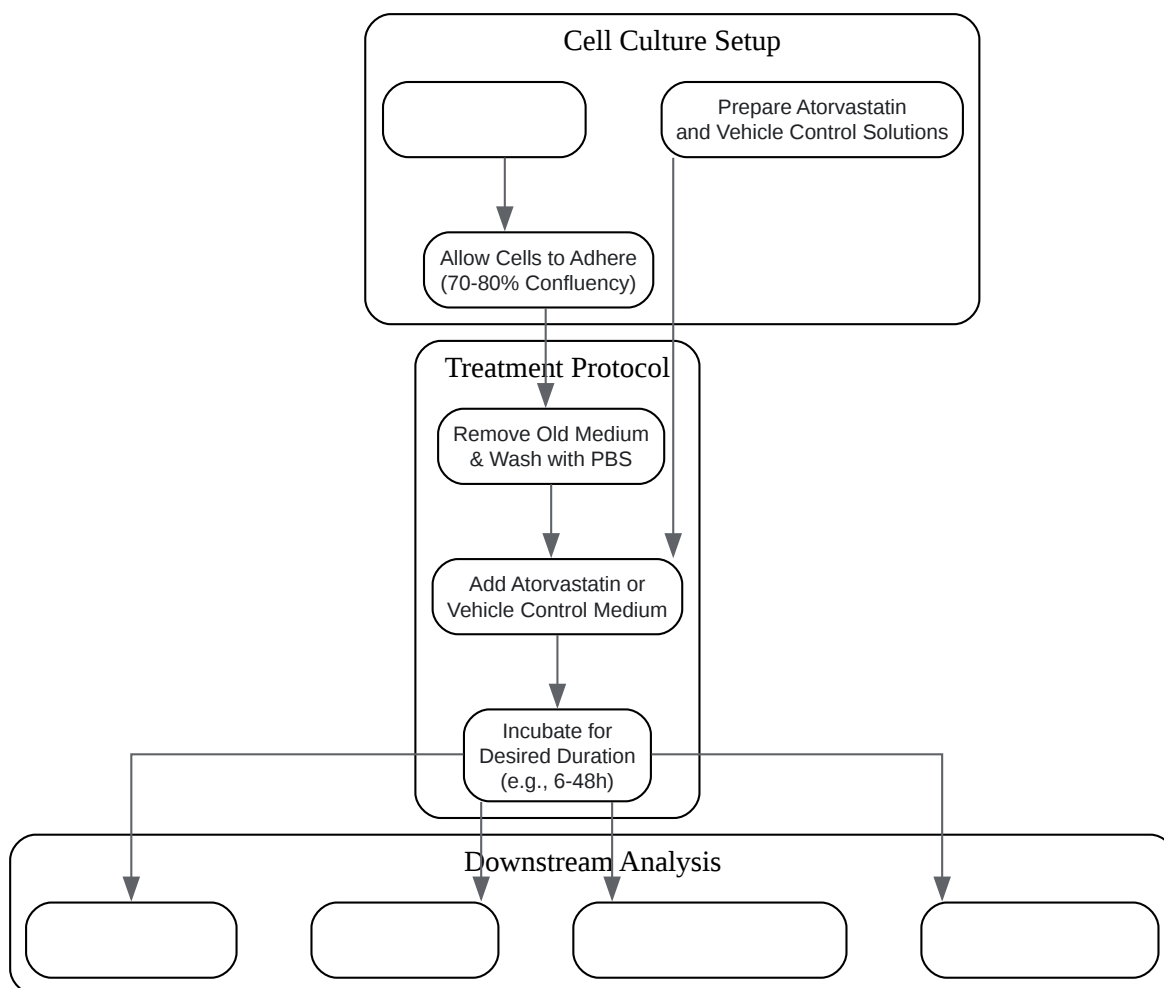 Cell Culture Setup
Prepare Atorvastatin
and Vehicle Control Solutions
Allow Cells to Adhere
(70-80% Confluency)
Treatment Protocol
Remove Old Medium
& Wash with PBS
Add Atorvastatin or
Vehicle Control Medium
Incubate for
Desired Duration
(e.g., 6-48h)
Downstream Analysis